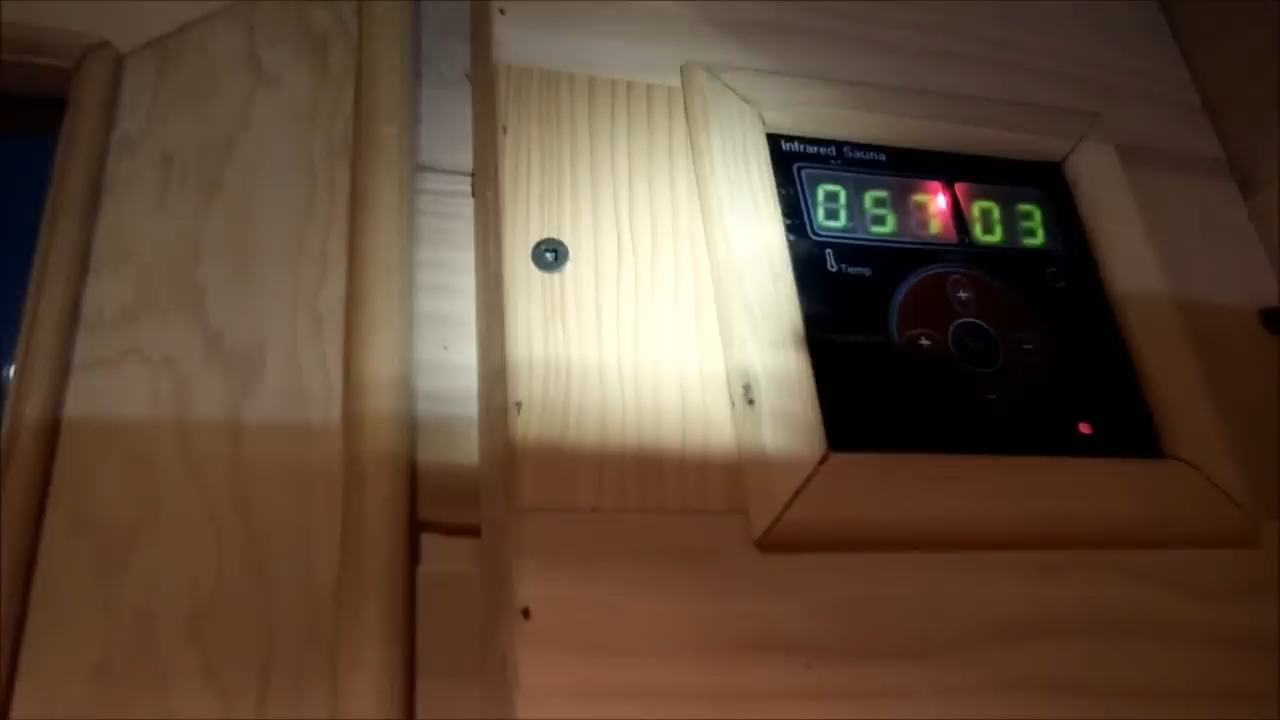 Infrared Sauna
057 03
Temp
+
+ -
-